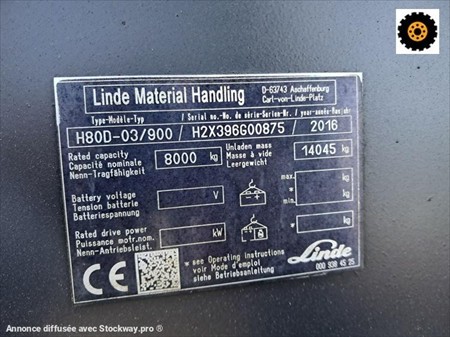 Linde Material Handling
D-63743 Aschaffenburg
Carl-von-Linde-Platz
Type-Modèle-Typ / Serial no.-No. de série-Serien-Nr. / year-année-Baujahr
H80D-03/900 / H2X396G00875 / 2016
Rated capacity
Capacité nominale
Nenn-Tragfähigkeit
8000 kg
Unladen mass
Masse à vide
Leergewicht
14045 kg
Battery voltage
Tension batterie
Batteriespannung
V
max. kg
*
min. kg
Rated drive power
Puissance motr.nom.
Nenn-Antriebsleist.
kW
* kg
CE
* see Operating instructions
voir Mode d'emploi
siehe Betriebsanleitung
Linde
000 938 45 25
Annonce diffusée avec Stockway.pro ®